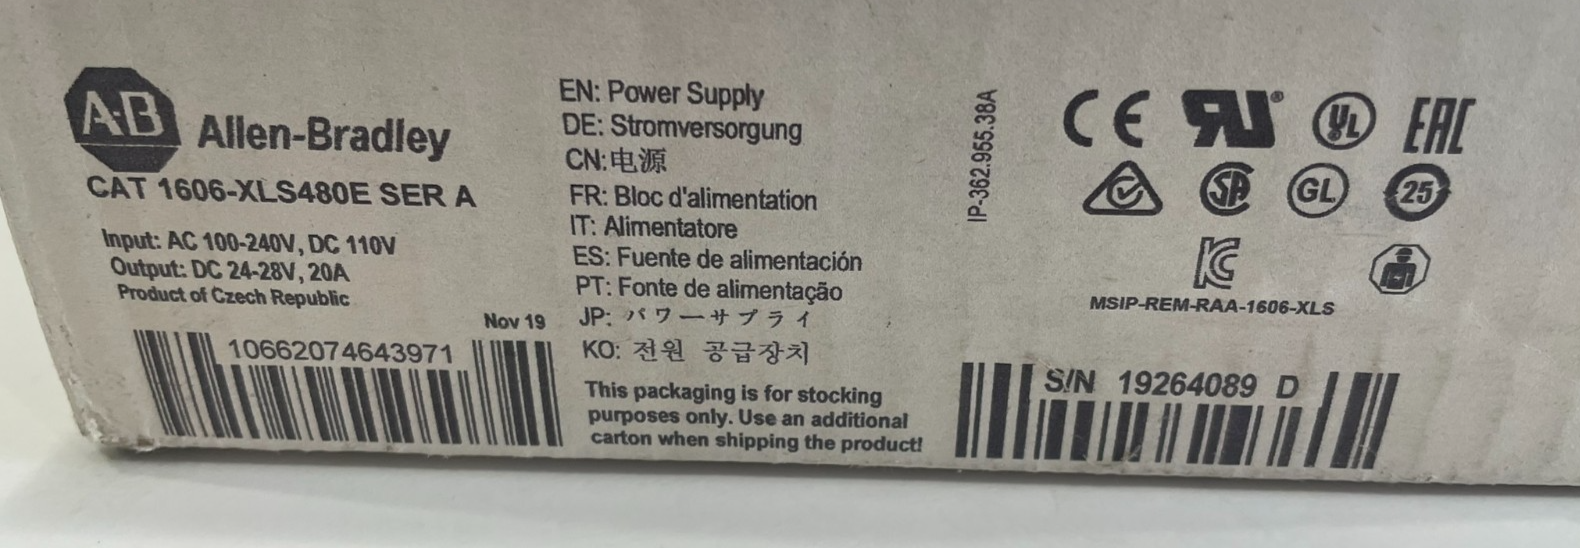 A-B
Allen-Bradley
CAT 1606-XLS480E SER A
Input: AC 100-240V, DC 110V
Output: DC 24-28V, 20A
Product of Czech Republic
Nov 19
10662074643971
EN: Power Supply
DE: Stromversorgung
CN:电源
FR: Bloc d'alimentation
IT: Alimentatore
ES: Fuente de alimentación
PT: Fonte de alimentação
JP: パワーサプライ
KO: 전원 공급장치
This packaging is for stocking
purposes only. Use an additional
carton when shipping the product!
IP-362.955.38A
CE RU® UL EAC
SA GL 25
KC
MSIP-REM-RAA-1606-XLS
S/N 19264089 D